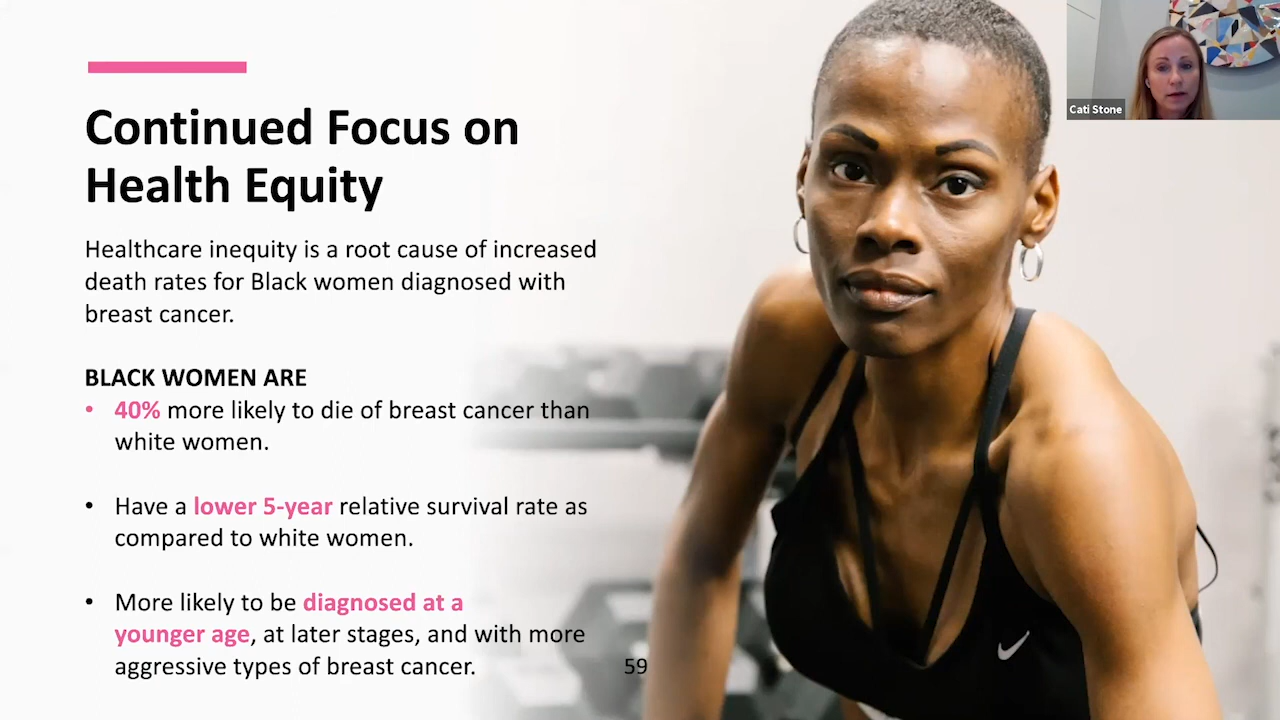 Continued Focus on
Health Equity
Healthcare inequity is a root cause of increased
death rates for Black women diagnosed with
breast cancer.
BLACK WOMEN ARE
• 40% more likely to die of breast cancer than
white women.
• Have a lower 5-year relative survival rate as
compared to white women.
• More likely to be diagnosed at a
younger age, at later stages, and with more
aggressive types of breast cancer.
59
Cati Stone